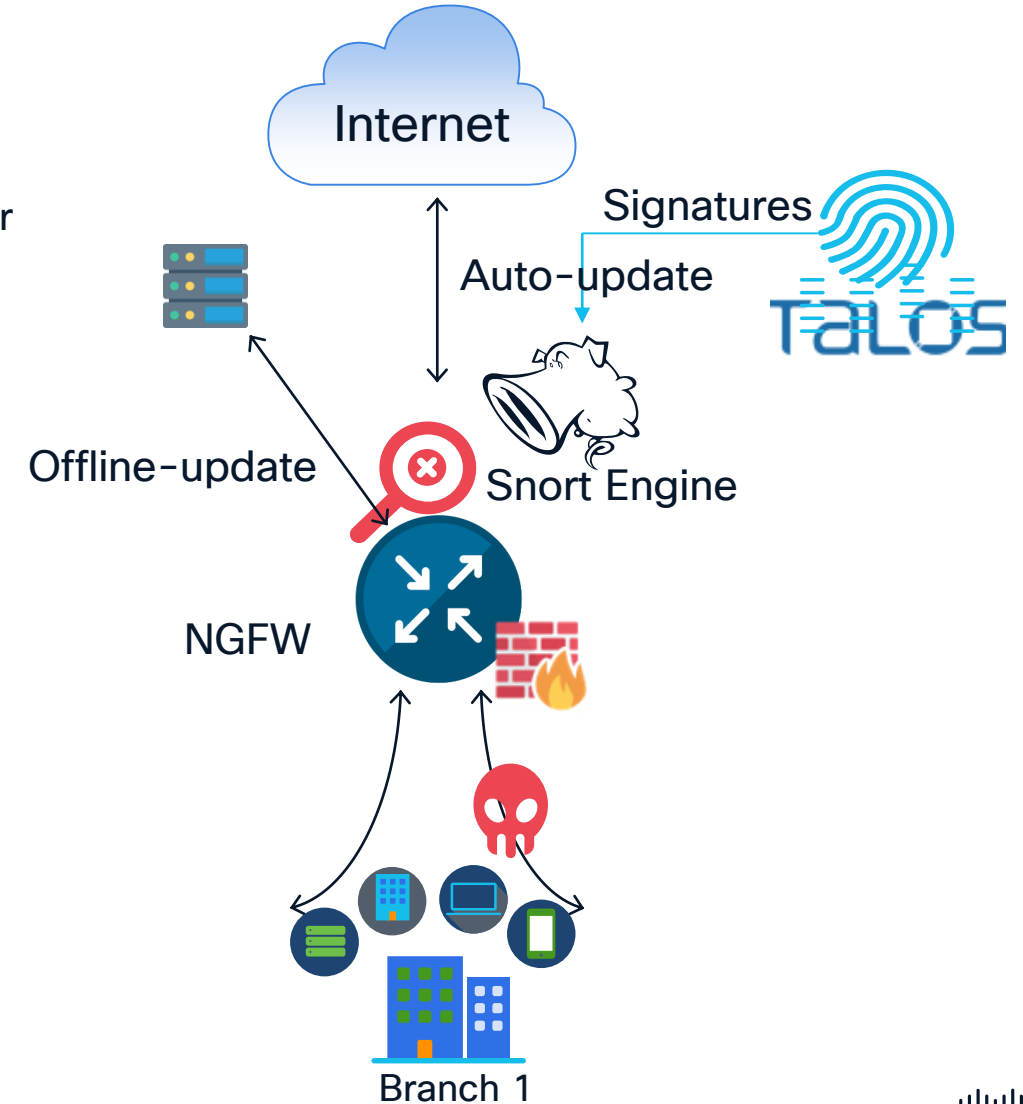 Internet
r
Signatures
Auto-update
TALOS
Offline-update
Snort Engine
NGFW
Branch 1